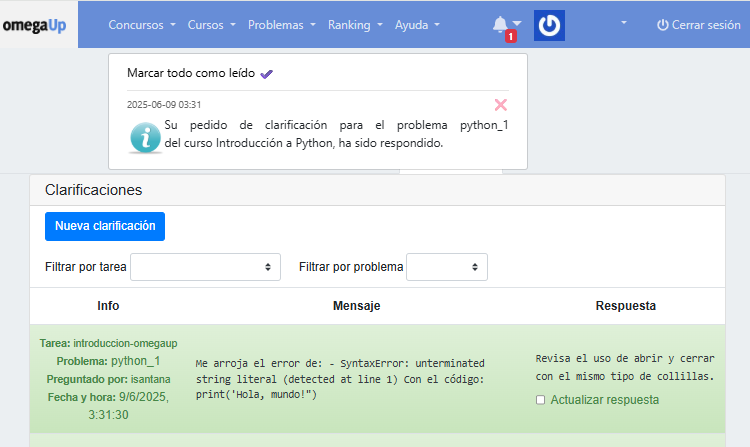 omegaUp Concursos Cursos Problemas Ranking Ayuda 1 Cerrar sesión
Marcar todo como leído
2025-06-09 03:31
Su pedido de clarificación para el problema python_1
del curso Introducción a Python, ha sido respondido.
Clarificaciones
Nueva clarificación
Filtrar por tarea Filtrar por problema
Info Mensaje Respuesta
Tarea: introduccion-omegaup
Problema: python_1
Preguntado por: isantana
Fecha y hora: 9/6/2025,
3:31:30
Me arroja el error de: - SyntaxError: unterminated
string literal (detected at line 1) Con el código:
print('Hola, mundo!")
Revisa el uso de abrir y cerrar
con el mismo tipo de collillas.
Actualizar respuesta